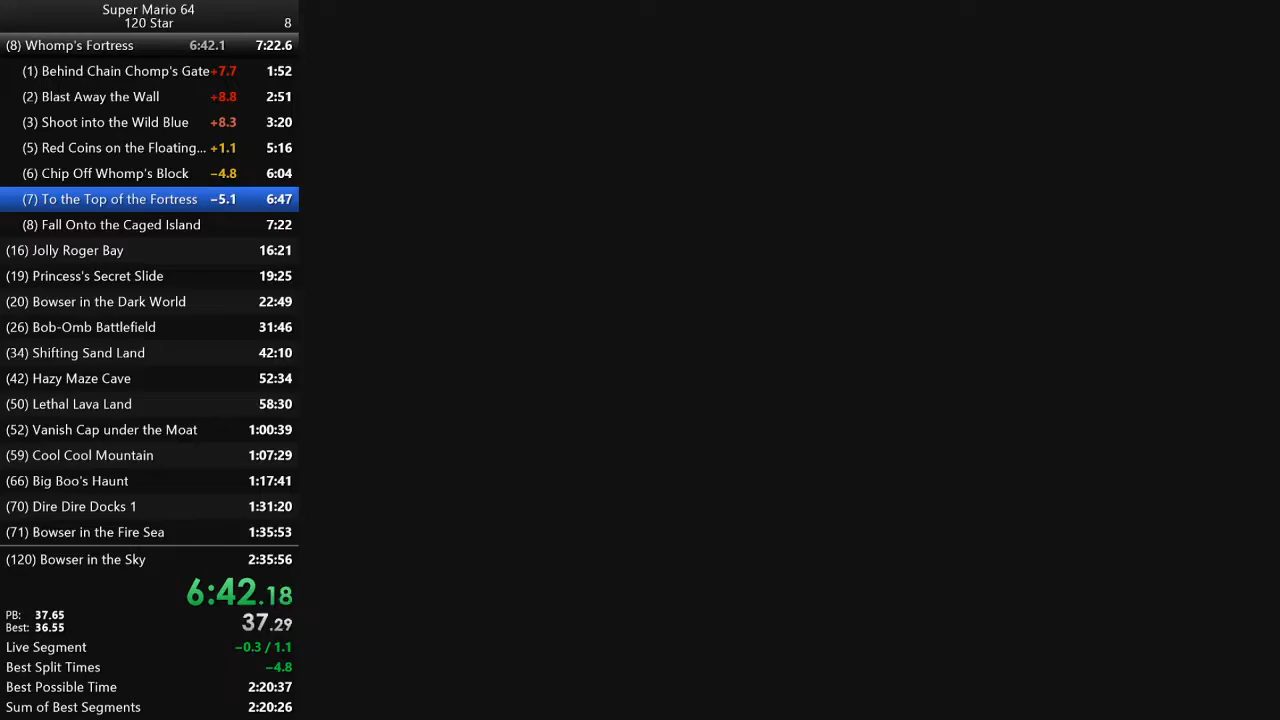 Super Mario 64
120 Star 8
(8) Whomp's Fortress 6:42.1 7:22.6
(1) Behind Chain Chomp's Gate +7.7 1:52
(2) Blast Away the Wall +8.8 2:51
(3) Shoot into the Wild Blue +8.3 3:20
(5) Red Coins on the Floating... +1.1 5:16
(6) Chip Off Whomp's Block −4.8 6:04
(7) To the Top of the Fortress −5.1 6:47
(8) Fall Onto the Caged Island 7:22
(16) Jolly Roger Bay 16:21
(19) Princess's Secret Slide 19:25
(20) Bowser in the Dark World 22:49
(26) Bob-Omb Battlefield 31:46
(34) Shifting Sand Land 42:10
(42) Hazy Maze Cave 52:34
(50) Lethal Lava Land 58:30
(52) Vanish Cap under the Moat 1:00:39
(59) Cool Cool Mountain 1:07:29
(66) Big Boo's Haunt 1:17:41
(70) Dire Dire Docks 1 1:31:20
(71) Bowser in the Fire Sea 1:35:53
(120) Bowser in the Sky 2:35:56
6:42.18
PB: 37.65
Best: 36.55
37.29
Live Segment −0.3 / 1.1
Best Split Times −4.8
Best Possible Time 2:20:37
Sum of Best Segments 2:20:26